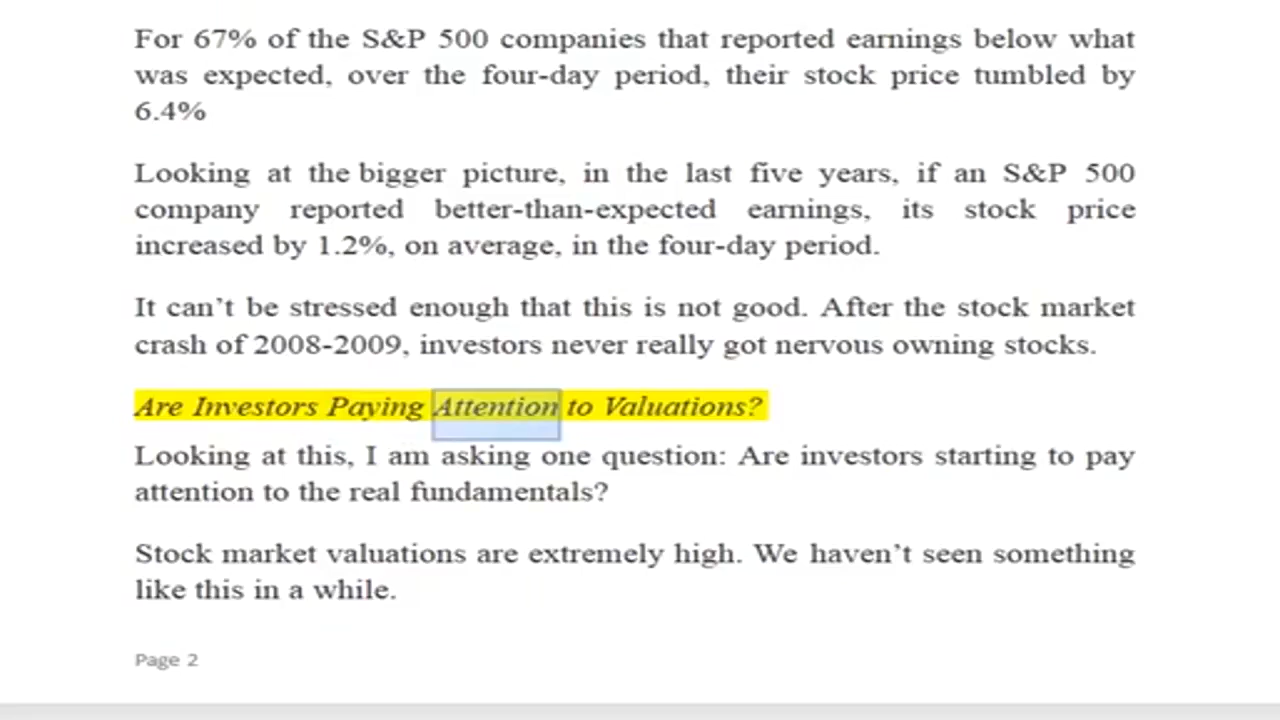 For 67% of the S&P 500 companies that reported earnings below what
was expected, over the four-day period, their stock price tumbled by
6.4%
Looking at the bigger picture, in the last five years, if an S&P 500
company reported better-than-expected earnings, its stock price
increased by 1.2%, on average, in the four-day period.
It can’t be stressed enough that this is not good. After the stock market
crash of 2008-2009, investors never really got nervous owning stocks.
Are Investors Paying Attention to Valuations?
Looking at this, I am asking one question: Are investors starting to pay
attention to the real fundamentals?
Stock market valuations are extremely high. We haven’t seen something
like this in a while.
Page 2